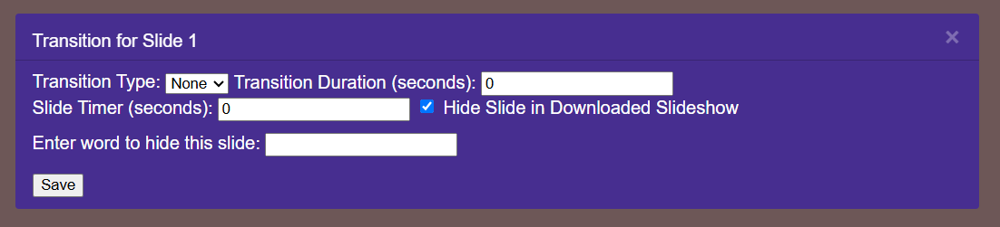 Transition for Slide 1 ×
Transition Type: None Transition Duration (seconds): 0
Slide Timer (seconds): 0 Hide Slide in Downloaded Slideshow
Enter word to hide this slide:
Save